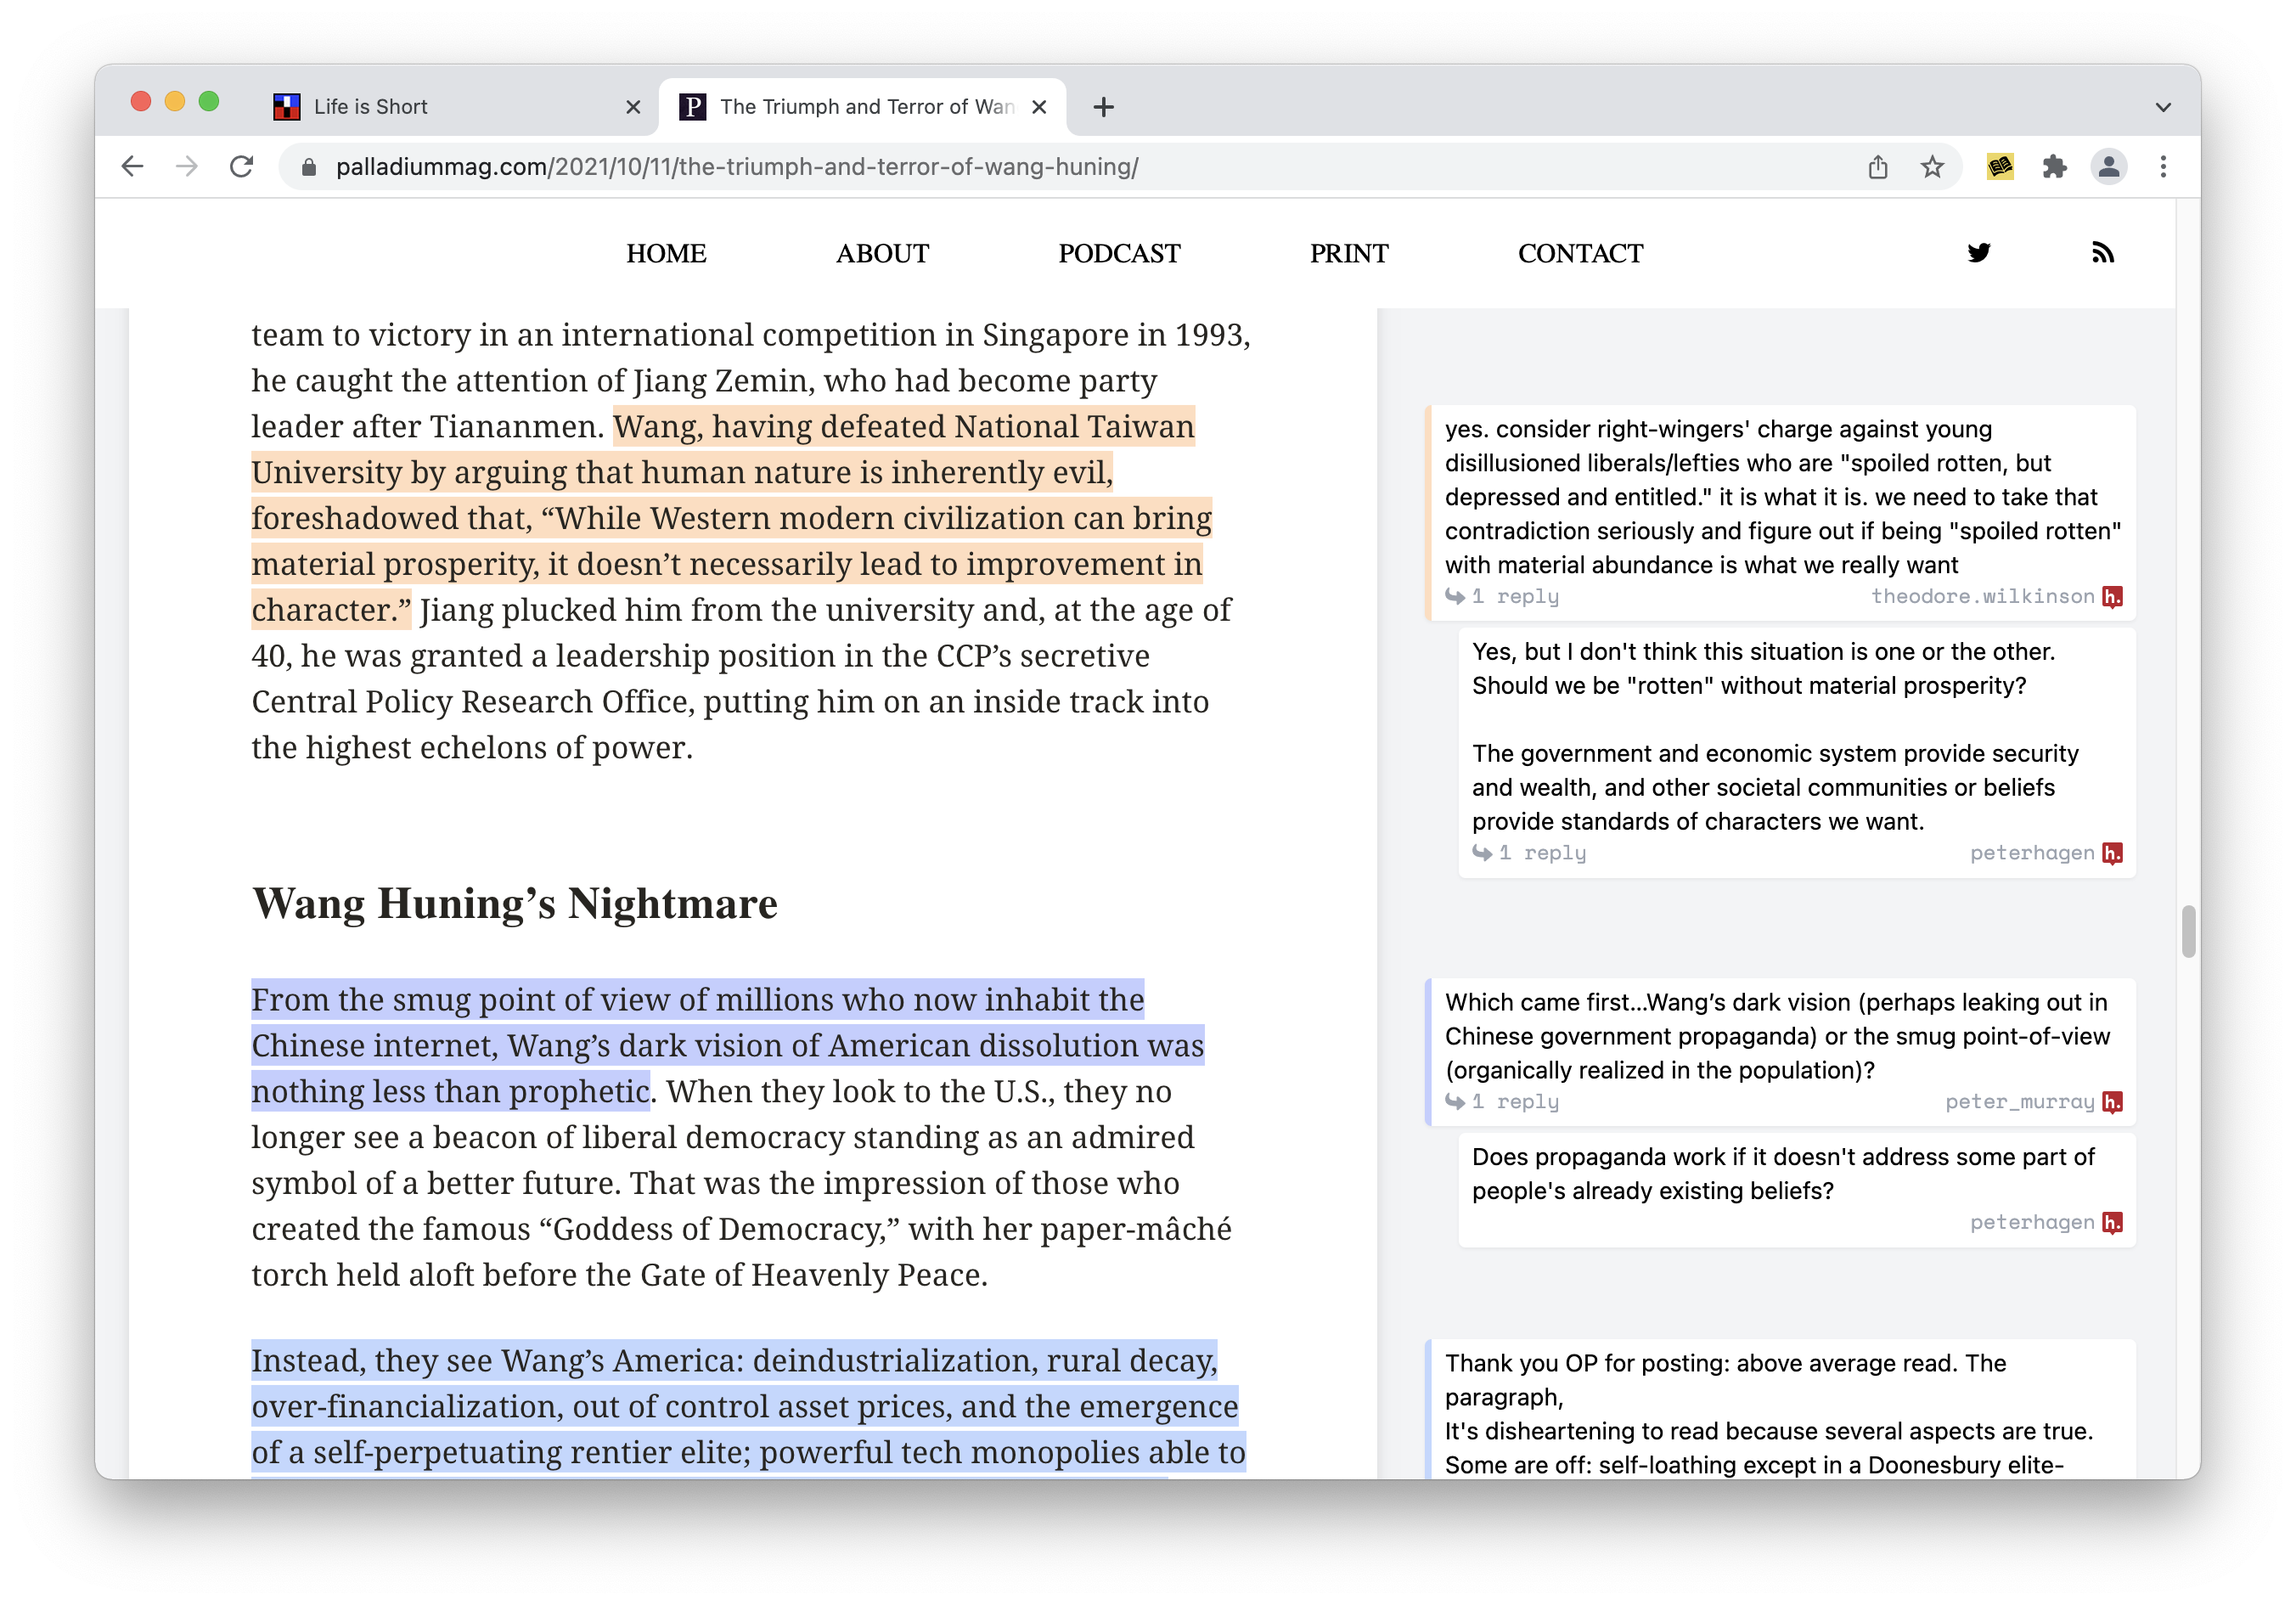 Life is Short
The Triumph and Terror of Wan
palladiummag.com/2021/10/11/the-triumph-and-terror-of-wang-huning/
HOME
ABOUT
PODCAST
PRINT
CONTACT
team to victory in an international competition in Singapore in 1993,
he caught the attention of Jiang Zemin, who had become party
leader after Tiananmen. Wang, having defeated National Taiwan
University by arguing that human nature is inherently evil,
foreshadowed that, “While Western modern civilization can bring
material prosperity, it doesn’t necessarily lead to improvement in
character.” Jiang plucked him from the university and, at the age of
40, he was granted a leadership position in the CCP’s secretive
Central Policy Research Office, putting him on an inside track into
the highest echelons of power.
Wang Huning’s Nightmare
From the smug point of view of millions who now inhabit the
Chinese internet, Wang’s dark vision of American dissolution was
nothing less than prophetic. When they look to the U.S., they no
longer see a beacon of liberal democracy standing as an admired
symbol of a better future. That was the impression of those who
created the famous “Goddess of Democracy,” with her paper-mâché
torch held aloft before the Gate of Heavenly Peace.
Instead, they see Wang’s America: deindustrialization, rural decay,
over-financialization, out of control asset prices, and the emergence
of a self-perpetuating rentier elite; powerful tech monopolies able to
yes. consider right-wingers' charge against young
disillusioned liberals/lefties who are "spoiled rotten, but
depressed and entitled." it is what it is. we need to take that
contradiction seriously and figure out if being "spoiled rotten"
with material abundance is what we really want
1 reply
theodore.wilkinson h.
Yes, but I don't think this situation is one or the other.
Should we be "rotten" without material prosperity?
The government and economic system provide security
and wealth, and other societal communities or beliefs
provide standards of characters we want.
1 reply
peterhagen h.
Which came first...Wang’s dark vision (perhaps leaking out in
Chinese government propaganda) or the smug point-of-view
(organically realized in the population)?
1 reply
peter_murray h.
Does propaganda work if it doesn't address some part of
people's already existing beliefs?
peterhagen h.
Thank you OP for posting: above average read. The
paragraph,
It's disheartening to read because several aspects are true.
Some are off: self-loathing except in a Doonesbury elite-